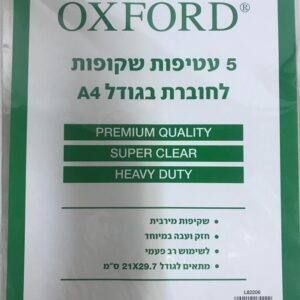 OXFORD®
5 עטיפות שקופות
לחוברת בגודל A4
PREMIUM QUALITY
SUPER CLEAR
HEAVY DUTY
• שקיפות מירבית
• חזק ועבה במיוחד
• לשימוש רב פעמי
• מתאים לגודל 21X29.7 ס"מ
L82206